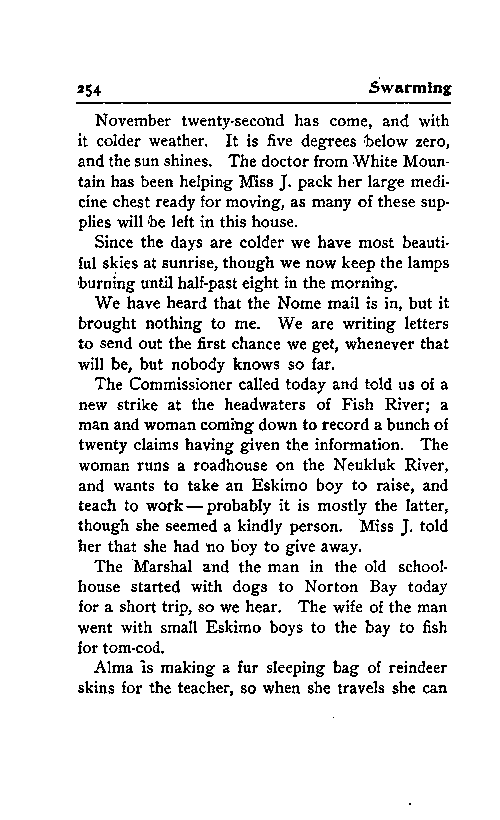 254 Swarming
November twenty-second has come, and with
it colder weather. It is five degrees below zero,
and the sun shines. The doctor from White Moun-
tain has been helping Miss J. pack her large medi-
cine chest ready for moving, as many of these sup-
plies will be left in this house.
Since the days are colder we have most beauti-
ful skies at sunrise, though we now keep the lamps
burning until half-past eight in the morning.
We have heard that the Nome mail is in, but it
brought nothing to me. We are writing letters
to send out the first chance we get, whenever that
will be, but nobody knows so far.
The Commissioner called today and told us of a
new strike at the headwaters of Fish River; a
man and woman coming down to record a bunch of
twenty claims having given the information. The
woman runs a roadhouse on the Neukluk River,
and wants to take an Eskimo boy to raise, and
teach to work—probably it is mostly the latter,
though she seemed a kindly person. Miss J. told
her that she had no boy to give away.
The Marshal and the man in the old school-
house started with dogs to Norton Bay today
for a short trip, so we hear. The wife of the man
went with small Eskimo boys to the bay to fish
for tom-cod.
Alma is making a fur sleeping bag of reindeer
skins for the teacher, so when she travels she can